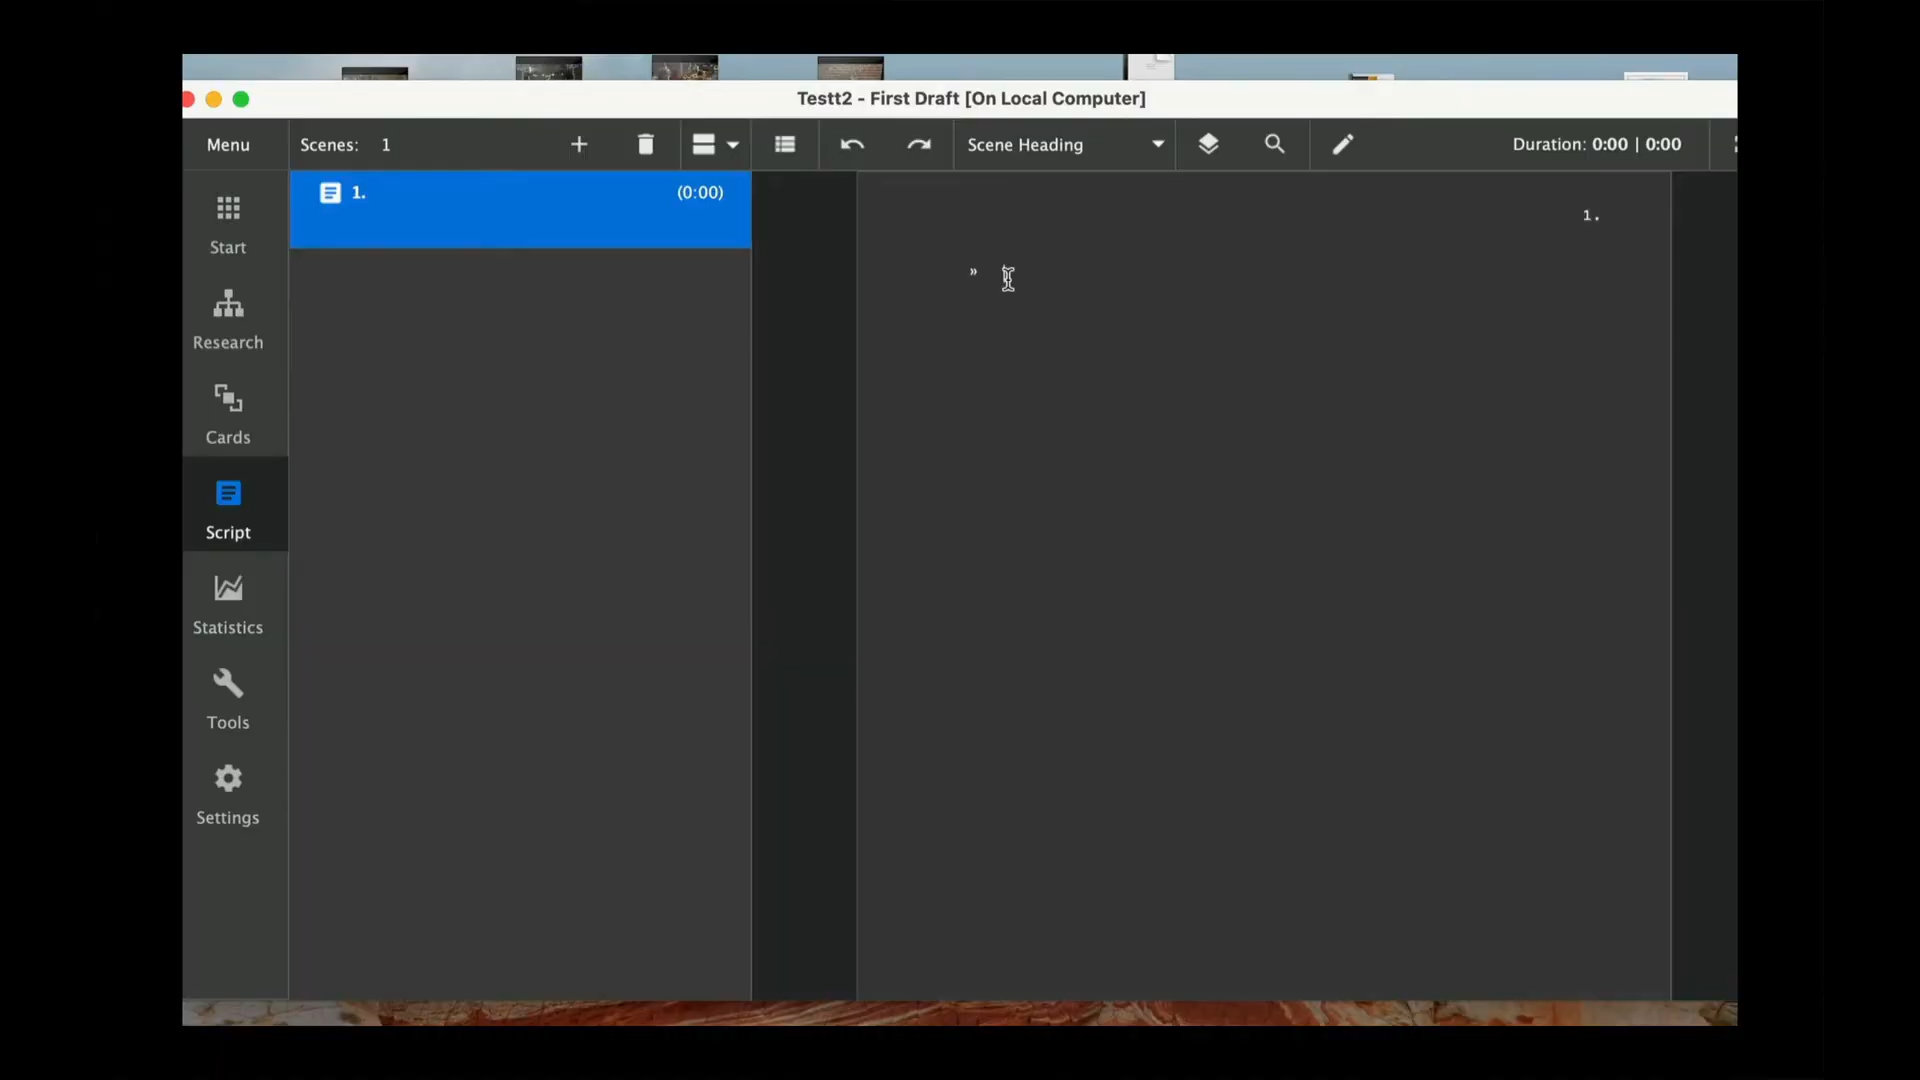 Testt2 - First Draft [On Local Computer]
Menu
Scenes: 1
Scene Heading
Duration: 0:00 | 0:00
Start
Research
Cards
Script
Statistics
Tools
Settings
1. (0:00)
1.
»